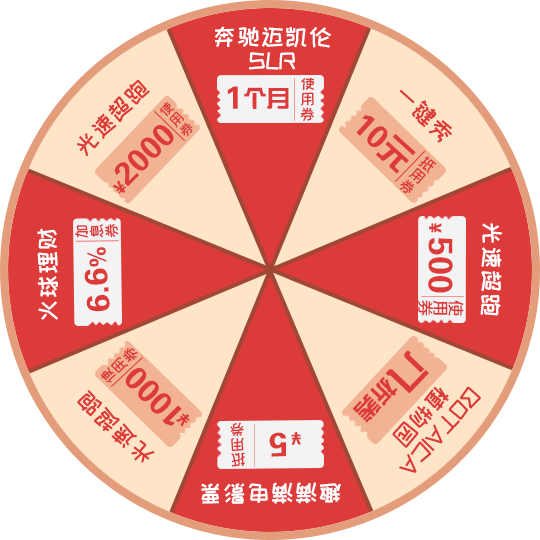 奔驰迈凯伦
SLR
1个月
使用券
一键秀
10元
抵用券
光速超跑
¥500
使用券
BOTAICA
植物园
八折券
趣满满电影票
¥5
抵用券
光速超跑
¥1000
使用券
火球理财
加息券
6.6%
光速超跑
¥2000
使用券